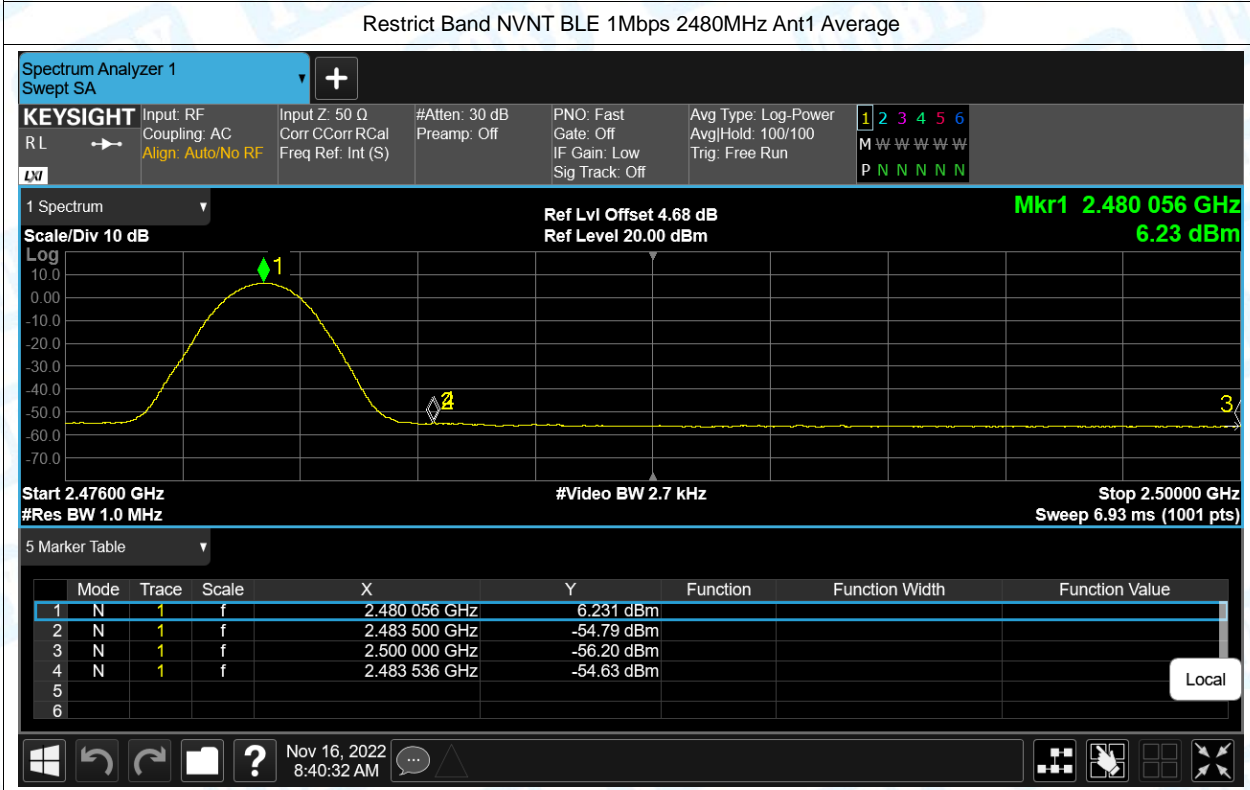 Restrict Band NVNT BLE 1Mbps 2480MHz Ant1 Average
Spectrum Analyzer 1
Swept SA
KEYSIGHT Input: RF Input Z: 50 Ω #Atten: 30 dB PNO: Fast Avg Type: Log-Power 1 2 3 4 5 6
RL Coupling: AC Corr CCorr RCal Preamp: Off Gate: Off Avg|Hold: 100/100 M W W W W W
Align: Auto/No RF Freq Ref: Int (S) IF Gain: Low Trig: Free Run
LXI Sig Track: Off P N N N N N
1 Spectrum Ref Lvl Offset 4.68 dB Mkr1 2.480 056 GHz
Scale/Div 10 dB Ref Level 20.00 dBm 6.23 dBm
Log
1
10.0
0.00
-10.0
-20.0
-30.0
-40.0
3
-50.0
-60.0
-70.0
Start 2.47600 GHz #Video BW 2.7 kHz Stop 2.50000 GHz
#Res BW 1.0 MHz Sweep 6.93 ms (1001 pts)
5 Marker Table
Mode Trace Scale X Y Function Function Width Function Value
1 N 1 f 2.480 056 GHz 6.231 dBm
2 N 1 f 2.483 500 GHz -54.79 dBm
3 N 1 f 2.500 000 GHz -56.20 dBm
4 N 1 f 2.483 536 GHz -54.63 dBm
5
6
Local
Nov 16, 2022
8:40:32 AM